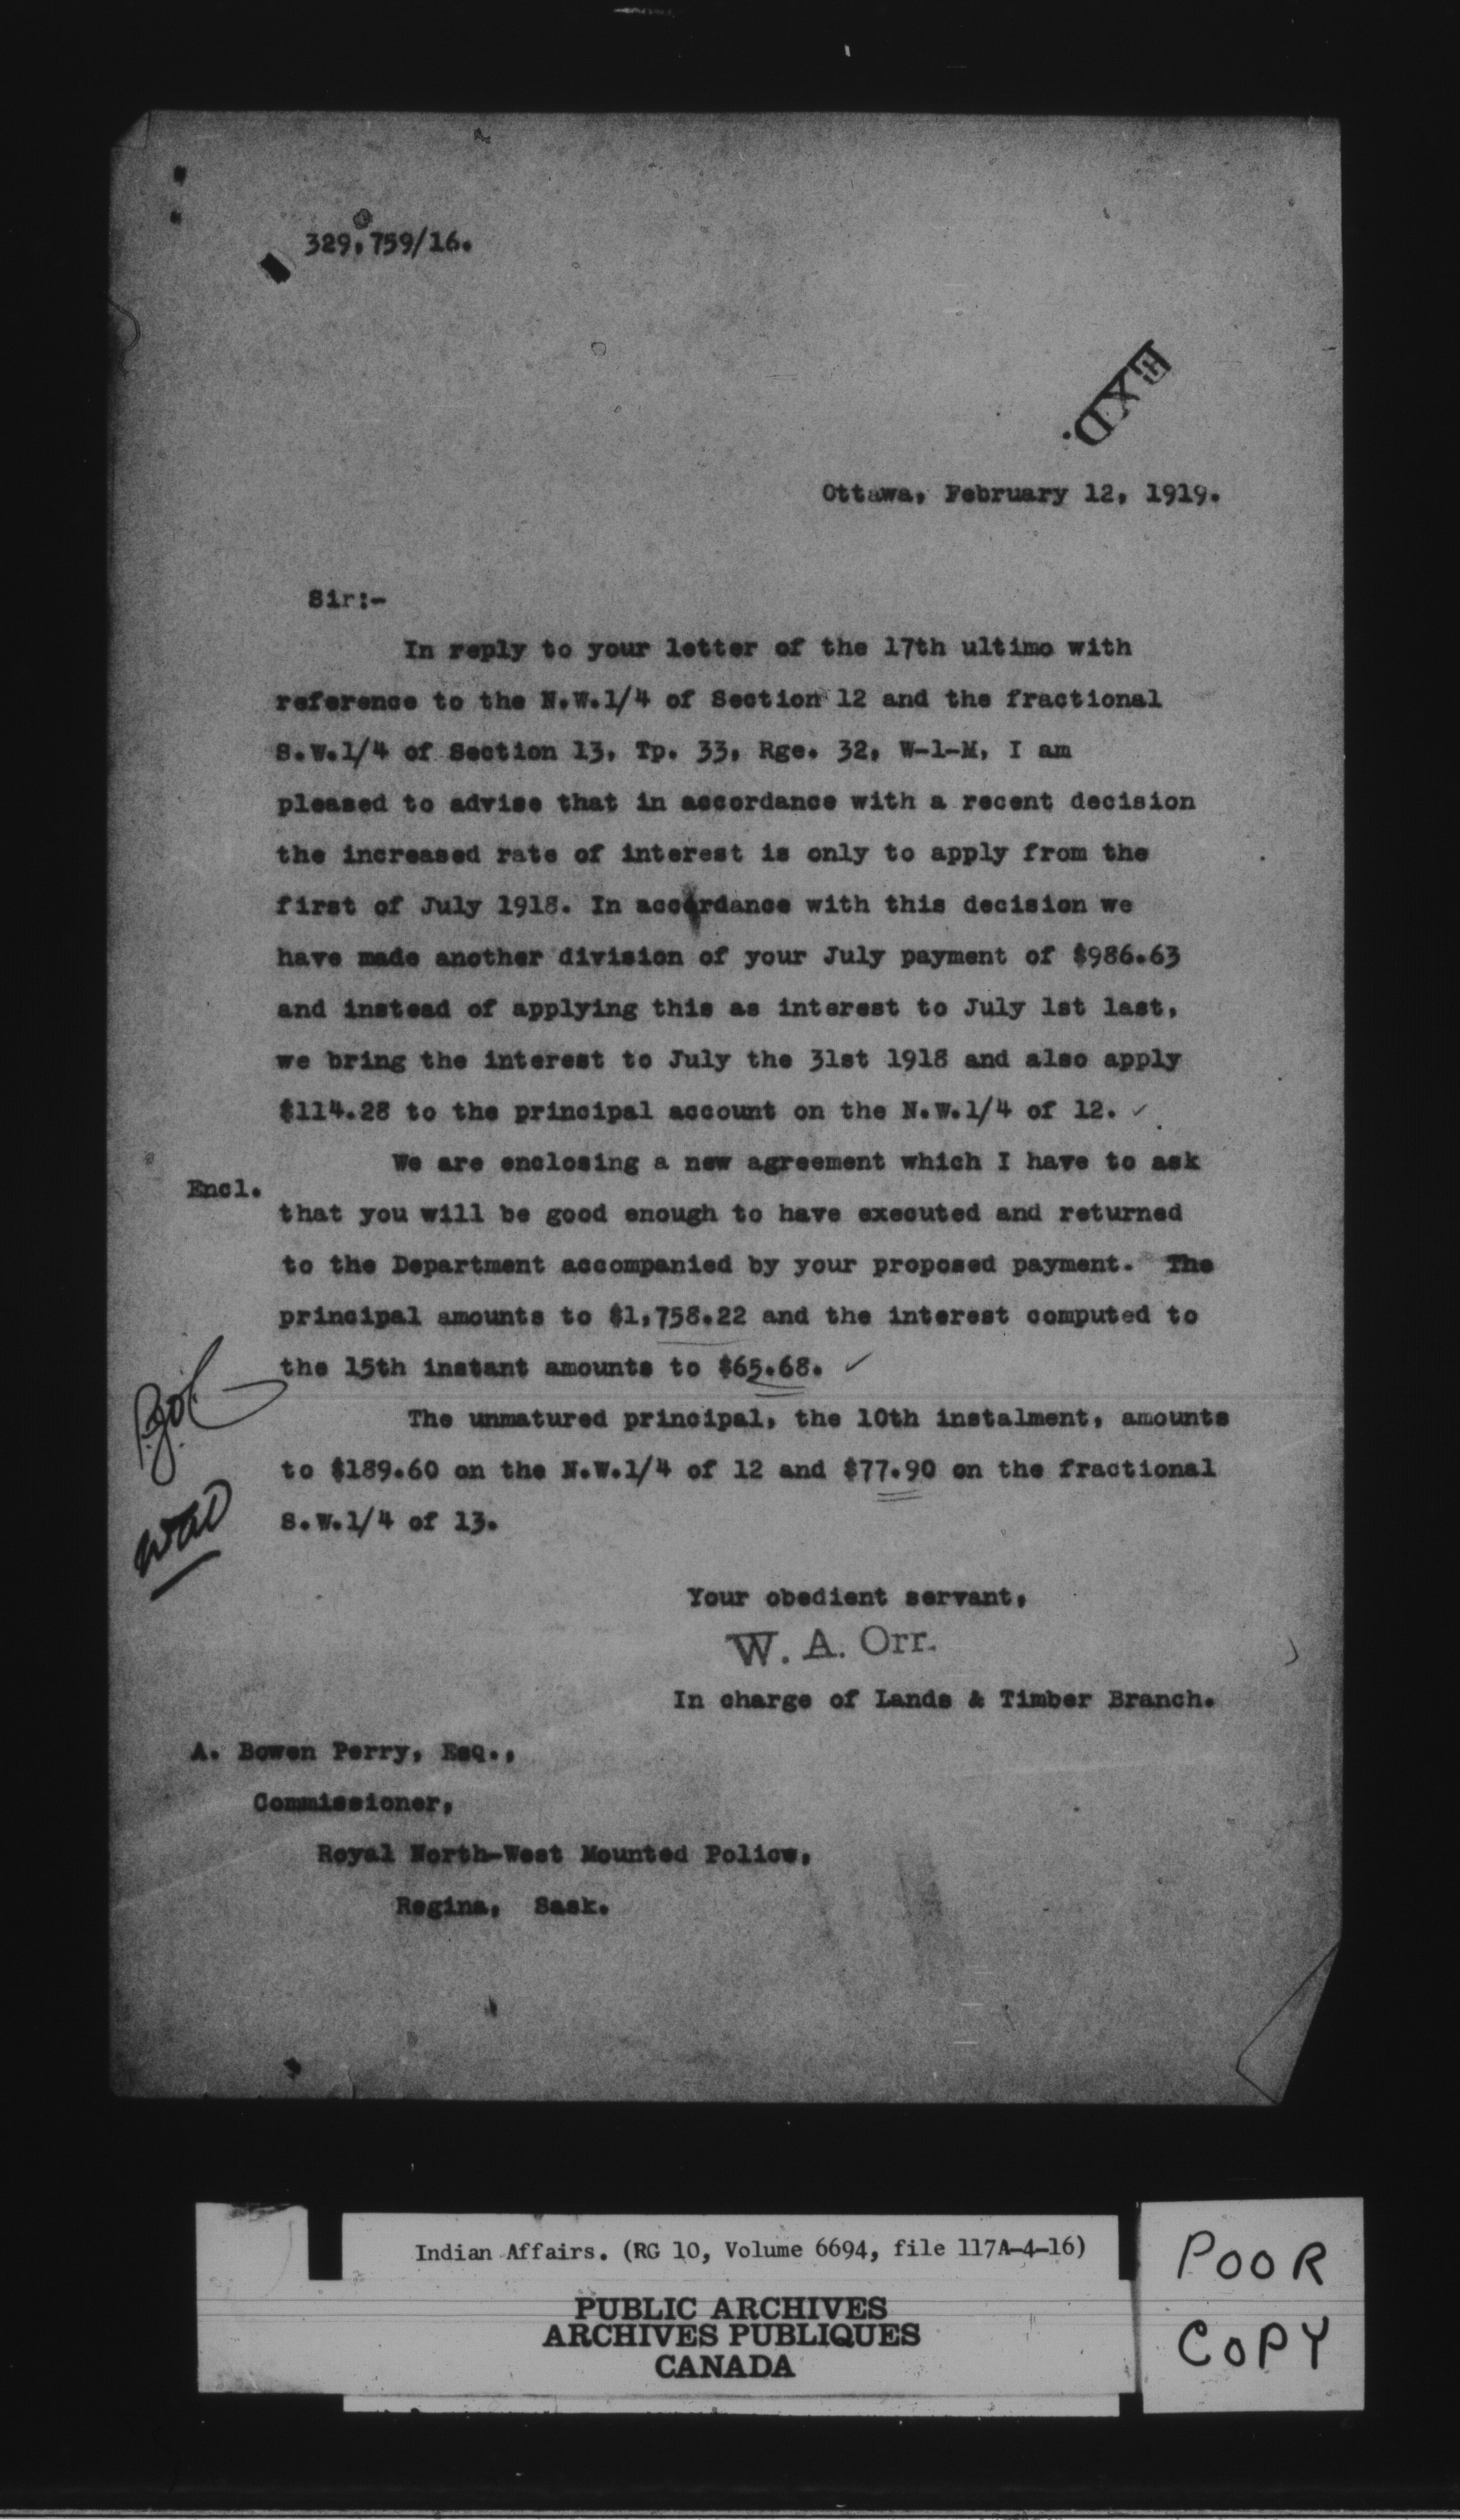 329,759/16.
EXD.
Ottawa, February 12, 1919.
Sir:-
In reply to your letter of the 17th ultimo with
reference to the N.W.1/4 of Section 12 and the fractional
S.W.1/4 of Section 13, Tp. 33, Rge. 32, W-1-M, I am
pleased to advise that in accordance with a recent decision
the increased rate of interest is only to apply from the
first of July 1918. In accordance with this decision we
have made another division of your July payment of $986.63
and instead of applying this as interest to July 1st last,
we bring the interest to July the 31st 1918 and also apply
$114.28 to the principal account on the N.W.1/4 of 12. ✓
We are enclosing a new agreement which I have to ask
Encl.
that you will be good enough to have executed and returned
to the Department accompanied by your proposed payment. The
principal amounts to $1,758.22 and the interest computed to
the 15th instant amounts to $65.68. ✓
The unmatured principal, the 10th instalment, amounts
to $189.60 on the N.W.1/4 of 12 and $77.90 on the fractional
S.W.1/4 of 13.
WAO
Your obedient servant,
W. A. Orr.
In charge of Lands & Timber Branch.
A. Bowen Perry, Esq.,
Commissioner,
Royal North-West Mounted Police,
Regina, Sask.
Indian Affairs. (RG 10, Volume 6694, file 117A-4-16)
PUBLIC ARCHIVES
ARCHIVES PUBLIQUES
CANADA
POOR
COPY